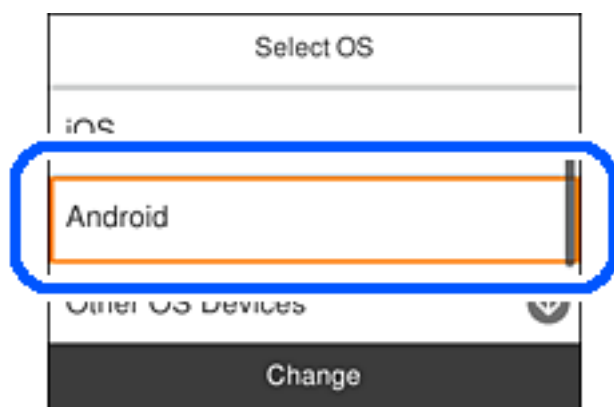 Select OS
iOS
Android
Other OS Devices
Change